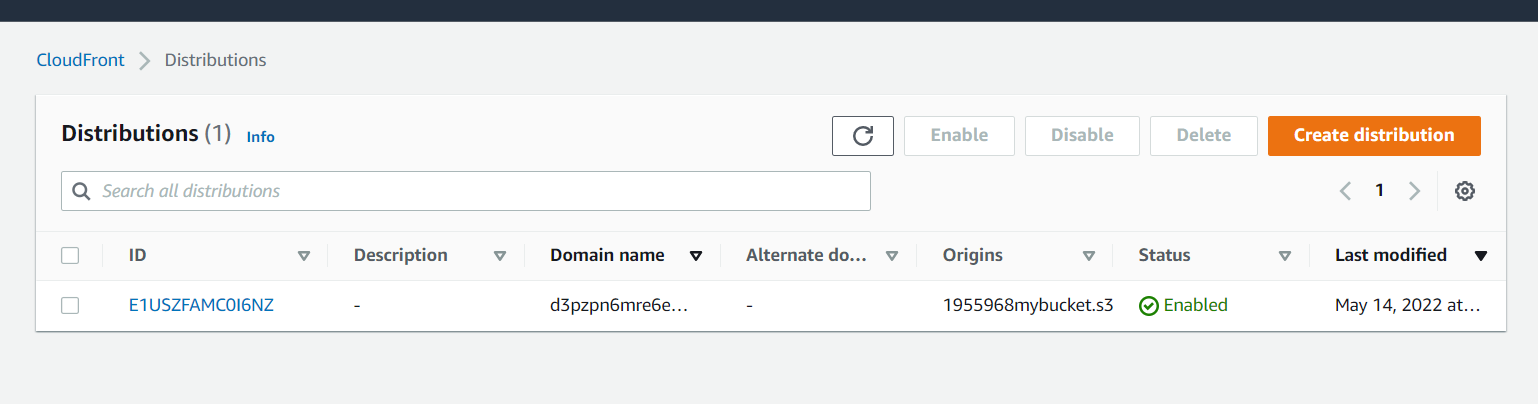 CloudFront Distributions
Distributions (1) Info
Enable Disable Delete Create distribution
Search all distributions
1
ID Description Domain name Alternate do... Origins Status Last modified
E1USZFAMC0I6NZ - d3pzpn6mre6e... - 1955968mybucket.s3 Enabled May 14, 2022 at...